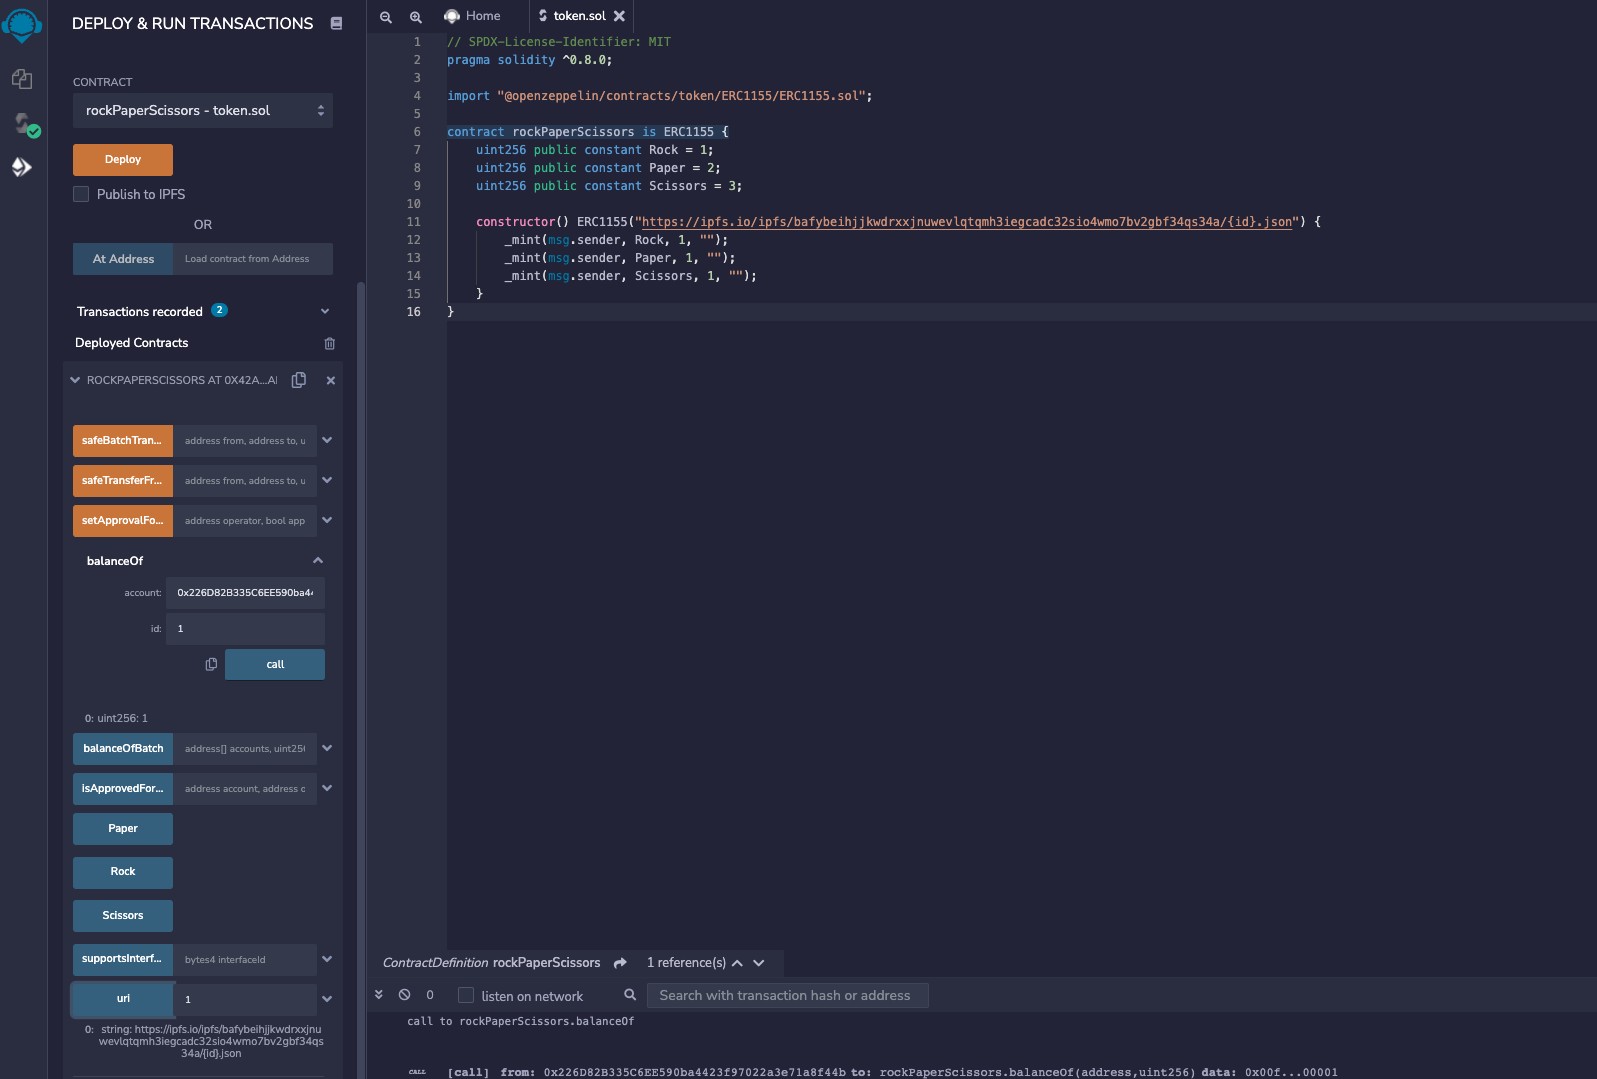 DEPLOY & RUN TRANSACTIONS
CONTRACT
rockPaperScissors - token.sol
Deploy
Publish to IPFS
OR
At Address
Load contract from Address
Transactions recorded 2
Deployed Contracts
ROCKPAPERSCISSORS AT 0X42A...A
safeBatchTran...
address from, address to, u
safeTransferFr...
address from, address to, u
setApprovalFo...
address operator, bool app
balanceOf
account: 0x226D82B335C6EE590ba44
id: 1
call
0: uint256: 1
balanceOfBatch
address[] accounts, uint256
isApprovedFor...
address account, address o
Paper
Rock
Scissors
supportsInterf...
bytes4 interfaceId
uri
1
0: string: https://ipfs.io/ipfs/bafybeihjjkwdrxxjnu
wevlqtqmh3iegcadc32sio4wmo7bv2gbf34qs
34a/{id}.json
Home
token.sol
1 // SPDX-License-Identifier: MIT
2 pragma solidity ^0.8.0;
3
4 import "@openzeppelin/contracts/token/ERC1155/ERC1155.sol";
5
6 contract rockPaperScissors is ERC1155 {
7 uint256 public constant Rock = 1;
8 uint256 public constant Paper = 2;
9 uint256 public constant Scissors = 3;
10
11 constructor() ERC1155("https://ipfs.io/ipfs/bafybeihjjkwdrxxjnuwevlqtqmh3iegcadc32sio4wmo7bv2gbf34qs34a/{id}.json") {
12 _mint(msg.sender, Rock, 1, "");
13 _mint(msg.sender, Paper, 1, "");
14 _mint(msg.sender, Scissors, 1, "");
15 }
16 }
ContractDefinition rockPaperScissors 1 reference(s)
0 listen on network
Search with transaction hash or address
call to rockPaperScissors.balanceOf
CALL [call] from: 0x226D82B335C6EE590ba4423f97022a3e71a8f44b to: rockPaperScissors.balanceOf(address,uint256) data: 0x00f...00001